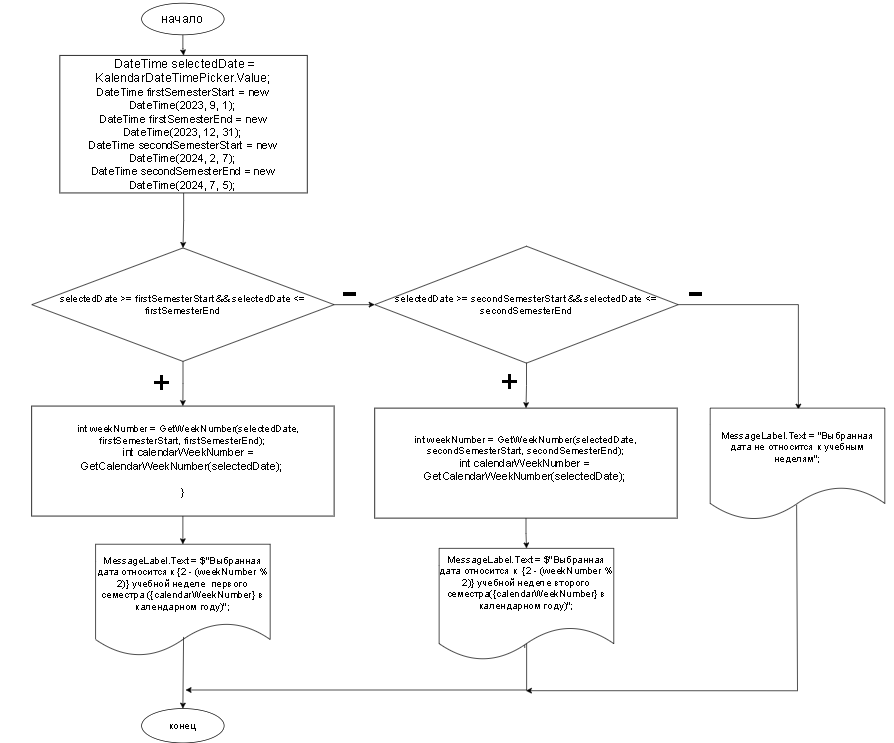 начало
DateTime selectedDate =
KalendarDateTimePicker.Value;
DateTime firstSemesterStart = new
DateTime(2023, 9, 1);
DateTime firstSemesterEnd = new
DateTime(2023, 12, 31);
DateTime secondSemesterStart = new
DateTime(2024, 2, 7);
DateTime secondSemesterEnd = new
DateTime(2024, 7, 5);
selectedDate >= firstSemesterStart && selectedDate <=
firstSemesterEnd
−
selectedDate >= secondSemesterStart && selectedDate <=
secondSemesterEnd
−
+
+
int weekNumber = GetWeekNumber(selectedDate,
firstSemesterStart, firstSemesterEnd);
int calendarWeekNumber =
GetCalendarWeekNumber(selectedDate);
}
int weekNumber = GetWeekNumber(selectedDate,
secondSemesterStart, secondSemesterEnd);
int calendarWeekNumber =
GetCalendarWeekNumber(selectedDate);
MessageLabel.Text = "Выбранная
дата не относится к учебным
неделям";
MessageLabel.Text = $"Выбранная
дата относится к {2 - (weekNumber %
2)} учебной неделе первого
семестра ({calendarWeekNumber} в
календарном году)";
MessageLabel.Text = $"Выбранная
дата относится к {2 - (weekNumber %
2)} учебной неделе второго
семестра({calendarWeekNumber} в
календарном году)";
конец